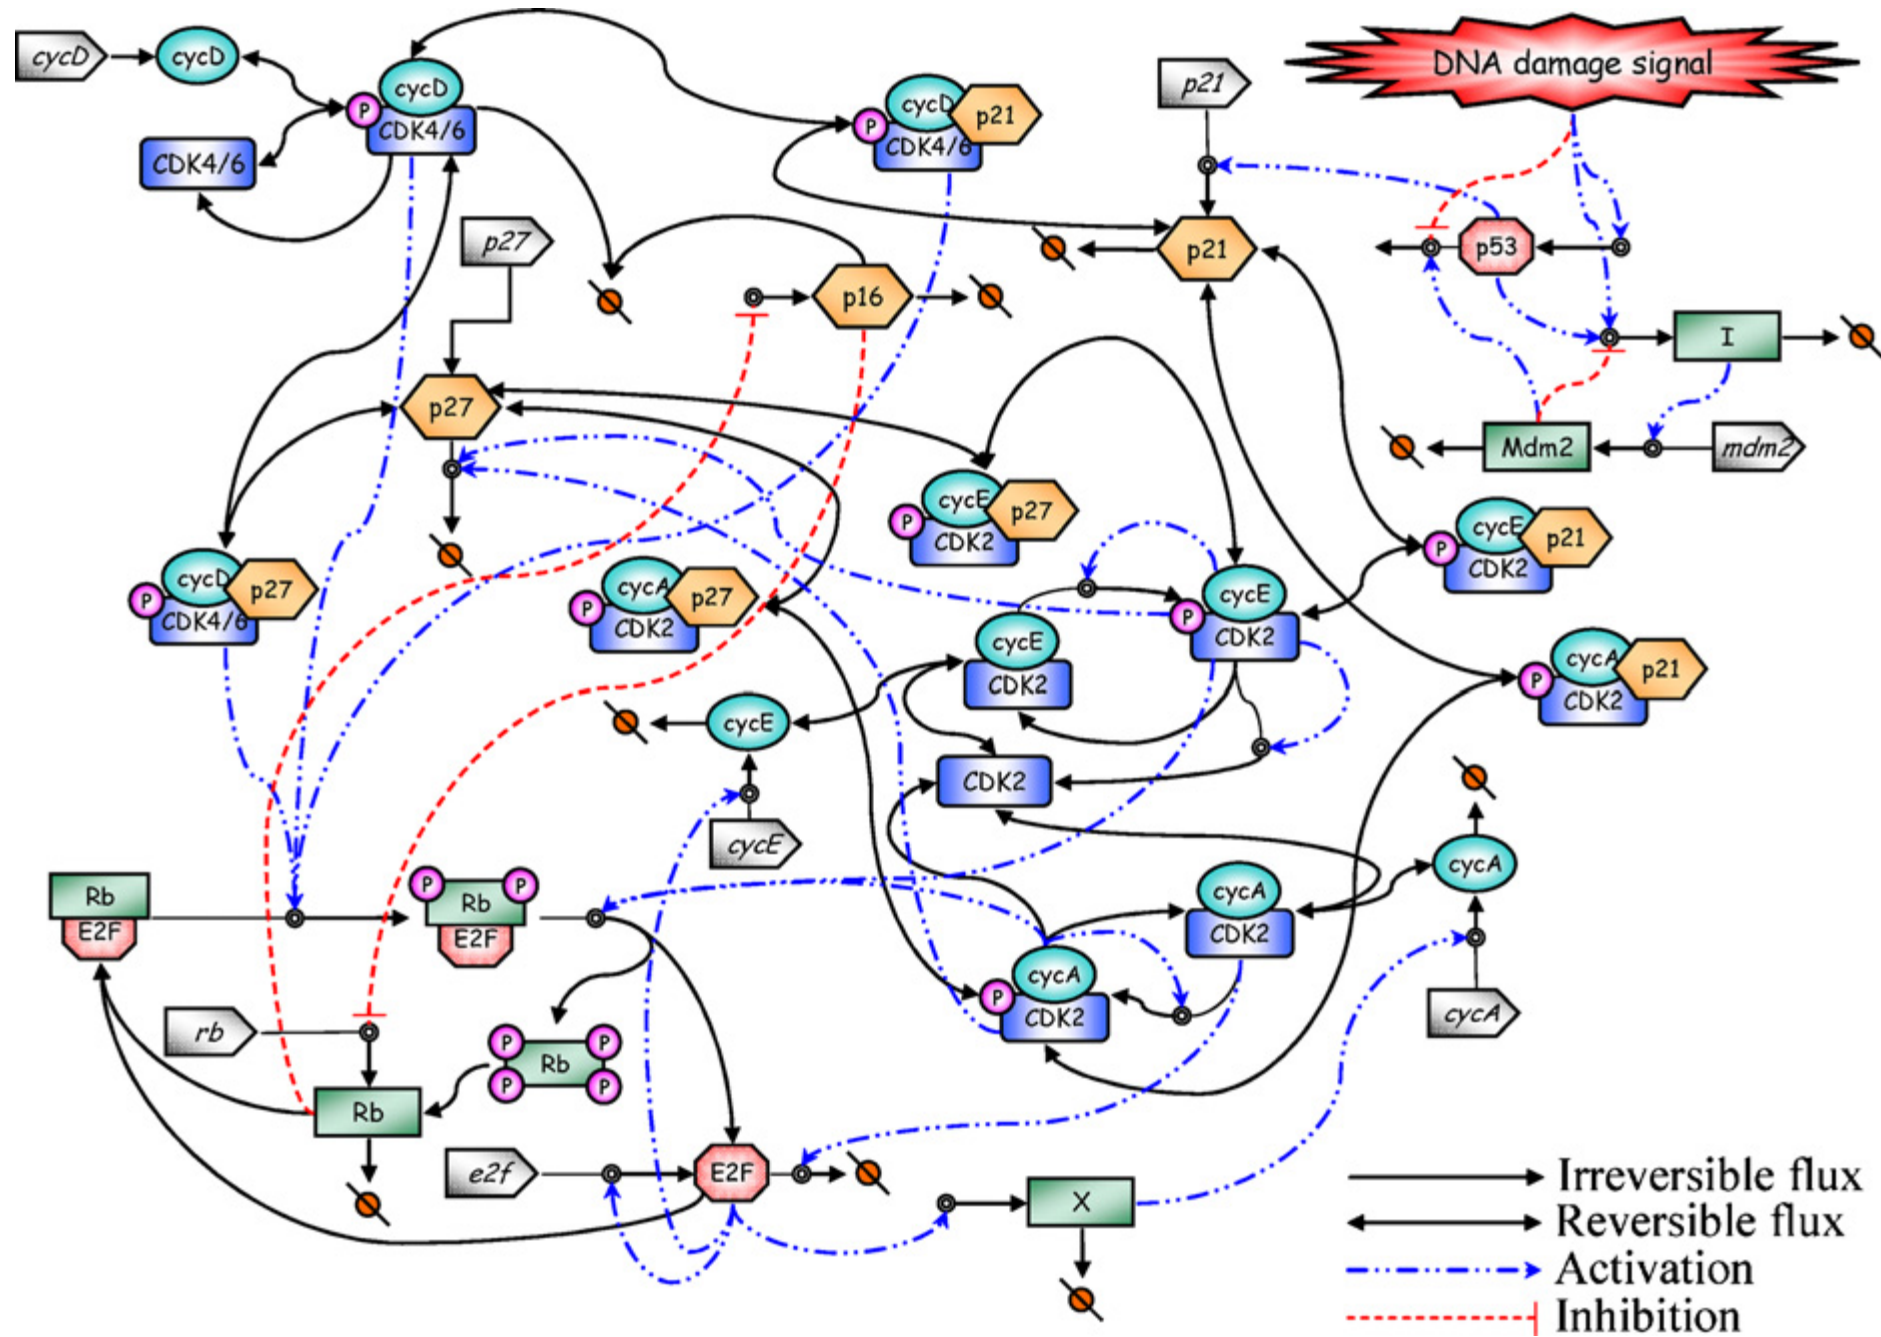 cycD
cycD
cycD
P
CDK4/6
CDK4/6
cycD
p21
P
CDK4/6
p21
DNA damage signal
p27
p16
p21
p53
I
p27
Mdm2
mdm2
cycE
p27
P
CDK2
cycE
p21
P
CDK2
cycD
p27
P
CDK4/6
cycA
p27
P
CDK2
cycE
P
CDK2
cycE
CDK2
cycA
p21
P
CDK2
cycE
CDK2
cycE
cycA
Rb
E2F
P
P
Rb
E2F
cycA
CDK2
cycA
P
CDK2
cycA
rb
P
P
Rb
P
P
Rb
e2f
E2F
X
Irreversible flux
Reversible flux
Activation
Inhibition